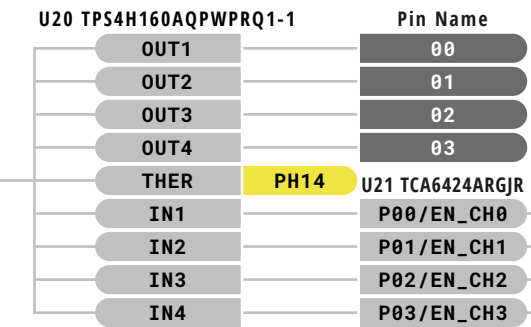 U20 TPS4H160AQPWPRQ1-1 Pin Name
OUT1 00
OUT2 01
OUT3 02
OUT4 03
THER PH14 U21 TCA6424ARGJR
IN1 P00/EN_CH0
IN2 P01/EN_CH1
IN3 P02/EN_CH2
IN4 P03/EN_CH3